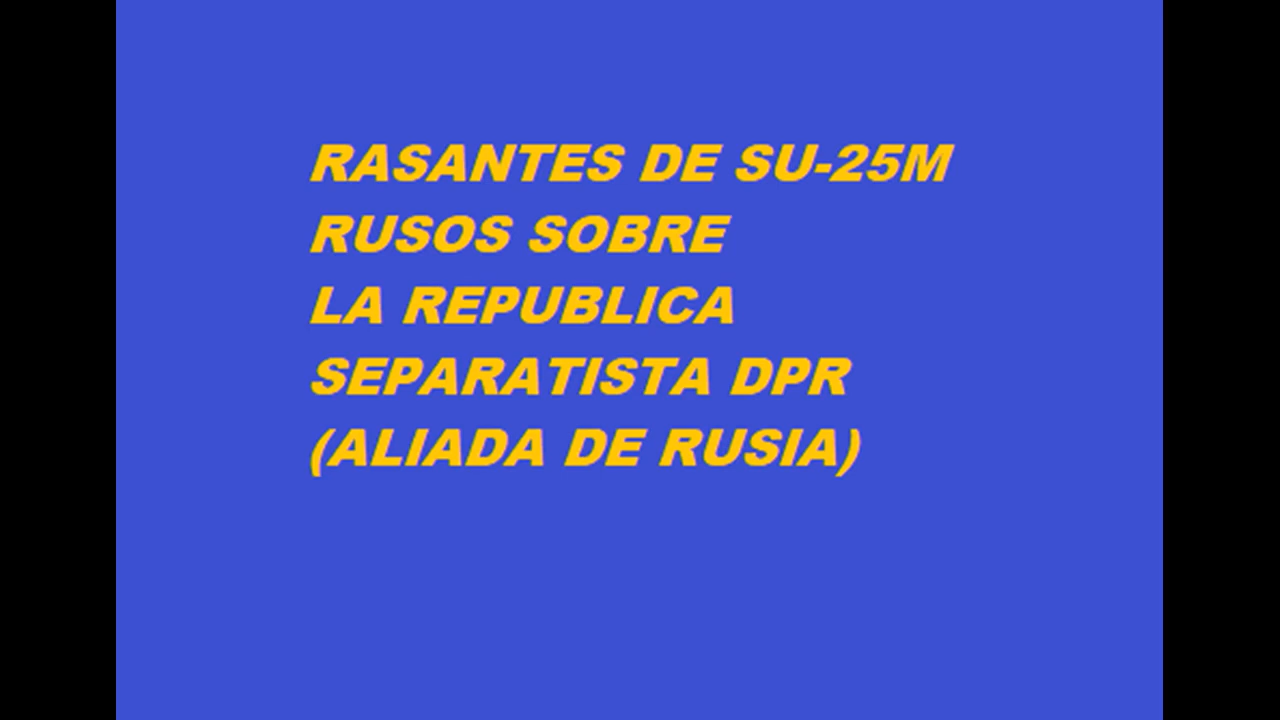 RASANTES DE SU-25M
RUSOS SOBRE
LA REPUBLICA
SEPARATISTA DPR
(ALIADA DE RUSIA)